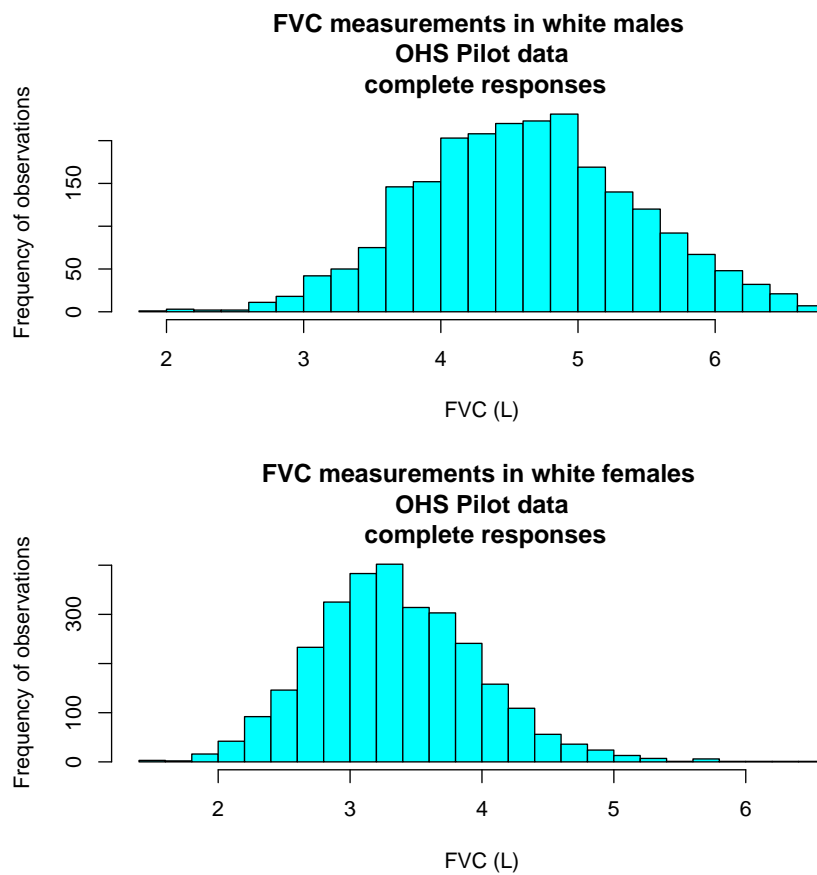 FVC measurements in white males
OHS Pilot data
complete responses
Frequency of observations
150
50
0
2 3 4 5 6
FVC (L)
FVC measurements in white females
OHS Pilot data
complete responses
Frequency of observations
300
100
0
2 3 4 5 6
FVC (L)